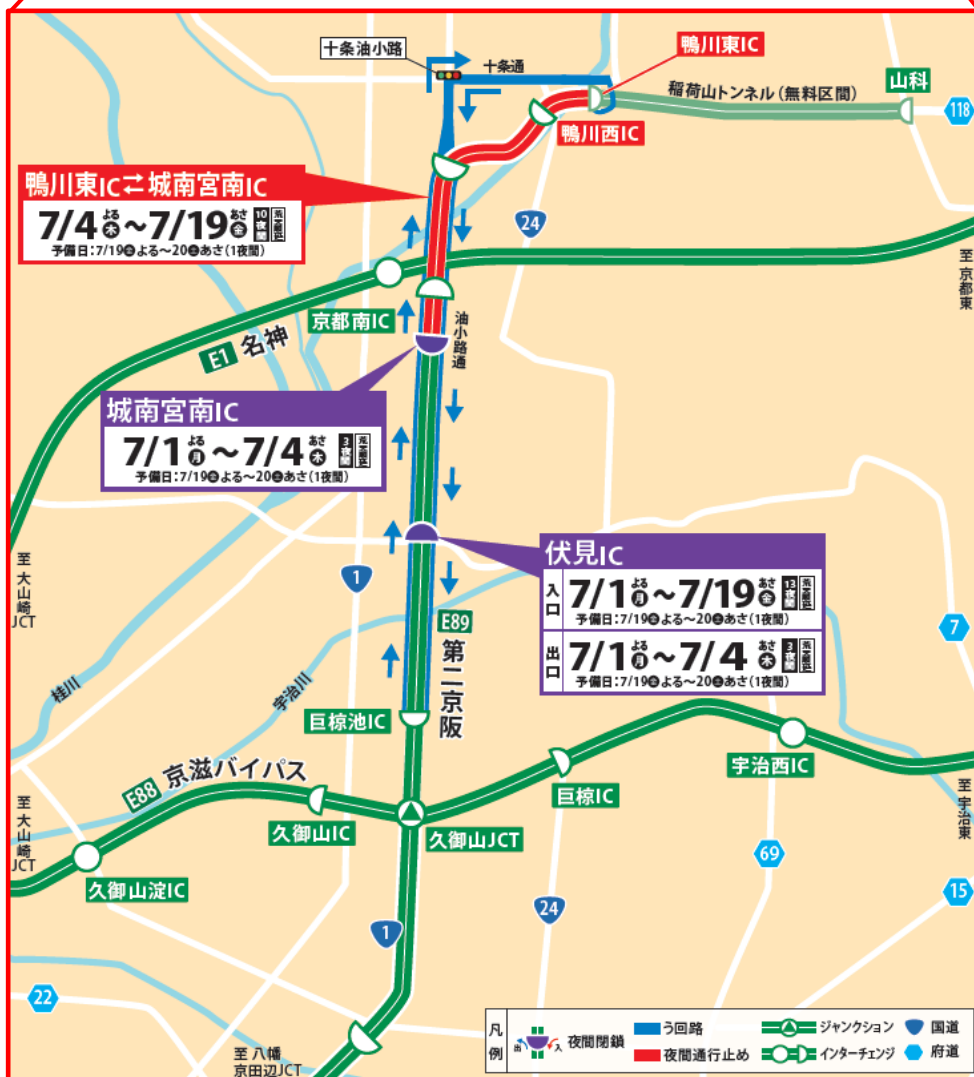 十条油小路
十条通
鴨川東IC
稲荷山トンネル(無料区間)
山科
118
鴨川西IC
鴨川東IC⇄城南宮南IC
7/4よる木～7/19あさ金 10夜間
予備日:7/19金よる～20土あさ(1夜間)
24
至京都東
京都南IC
油小路通
E1 名神
城南宮南IC
7/1よる月～7/4あさ木 3夜間
予備日:7/19金よる～20土あさ(1夜間)
伏見IC
入口
7/1よる月～7/19あさ金 13夜間
予備日:7/19金よる～20土あさ(1夜間)
出口
7/1よる月～7/4あさ木 3夜間
予備日:7/19金よる～20土あさ(1夜間)
至大山崎JCT
1
7
E89
第二京阪
桂川
宇治川
巨椋池IC
E88 京滋バイパス
宇治西IC
巨椋IC
久御山IC
久御山JCT
至大山崎JCT
至宇治東
久御山淀IC
69
15
24
1
22
至八幡京田辺JCT
凡例
出
入
夜間閉鎖
う回路
ジャンクション
国道
夜間通行止め
インターチェンジ
府道